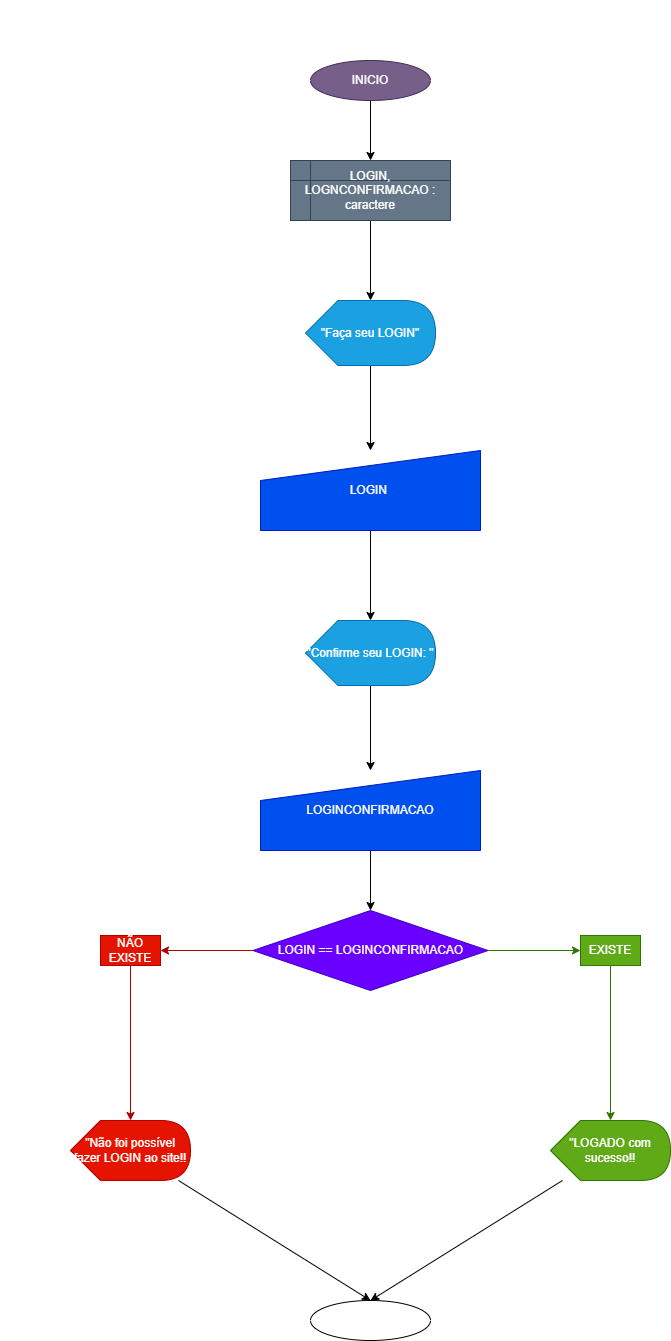 INICIO
LOGIN,
LOGNCONFIRMACAO :
caractere
"Faça seu LOGIN"
LOGIN
"Confirme seu LOGIN: "
LOGINCONFIRMACAO
LOGIN == LOGINCONFIRMACAO
NÃO
EXISTE
EXISTE
"Não foi possível
fazer LOGIN ao site!!
"LOGADO com
sucesso!!